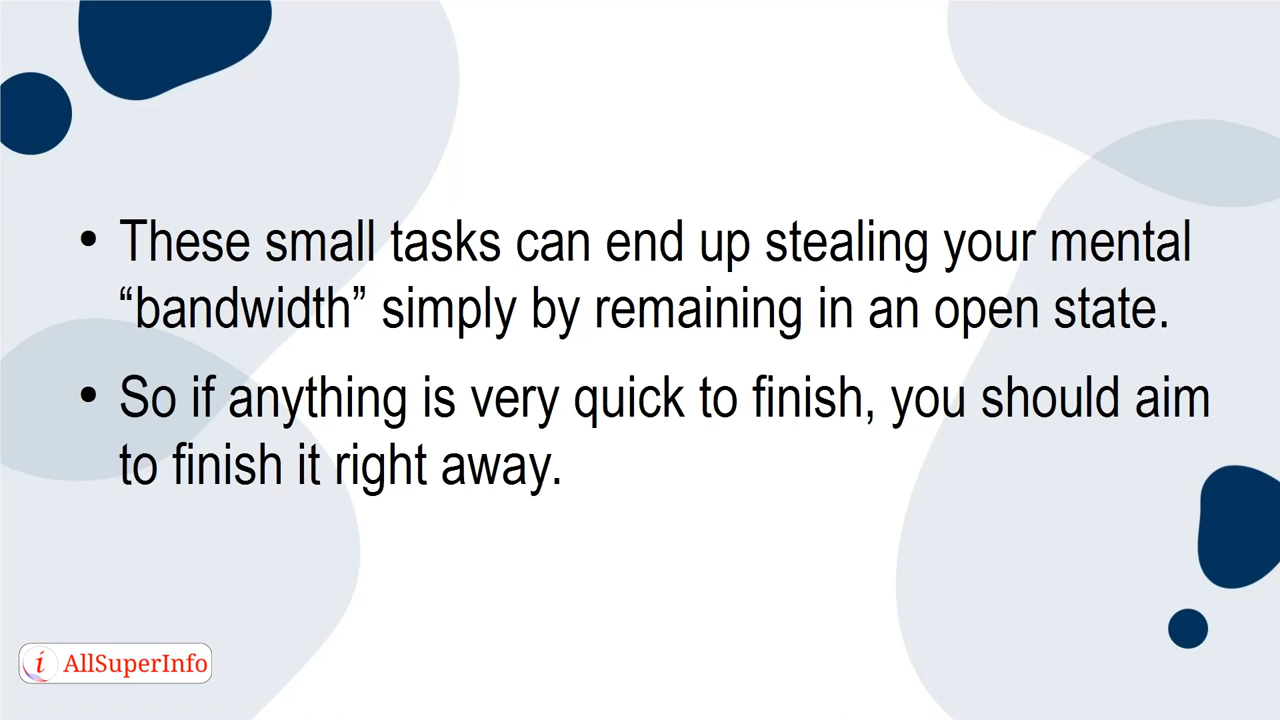 • These small tasks can end up stealing your mental
“bandwidth” simply by remaining in an open state.
• So if anything is very quick to finish, you should aim
to finish it right away.
i AllSuperInfo